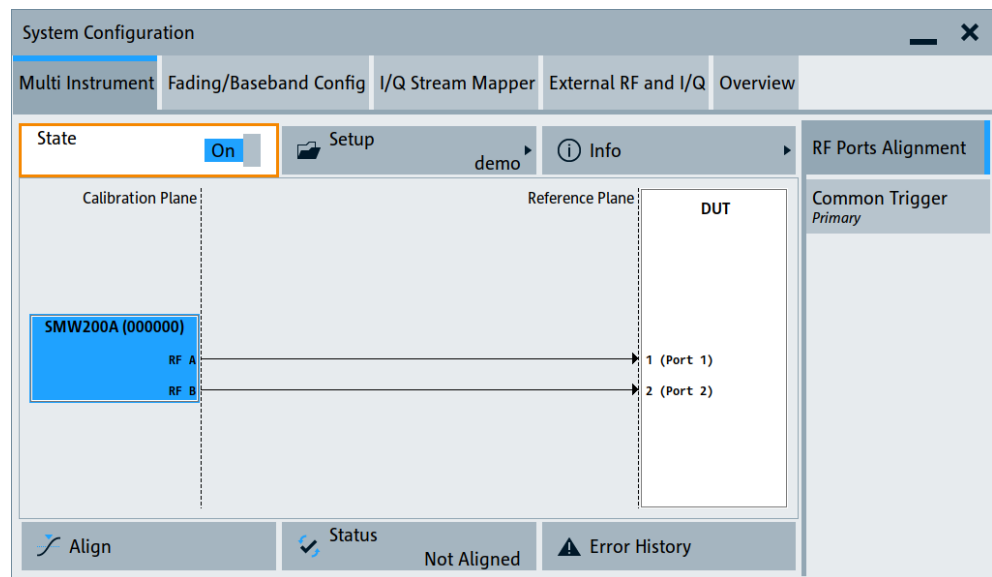 System Configuration
Multi Instrument Fading/Baseband Config I/Q Stream Mapper External RF and I/Q Overview
State On
Setup demo
Info
RF Ports Alignment
Common Trigger
Primary
Calibration Plane
Reference Plane
DUT
SMW200A (000000)
RF A
1 (Port 1)
RF B
2 (Port 2)
Align
Status Not Aligned
Error History